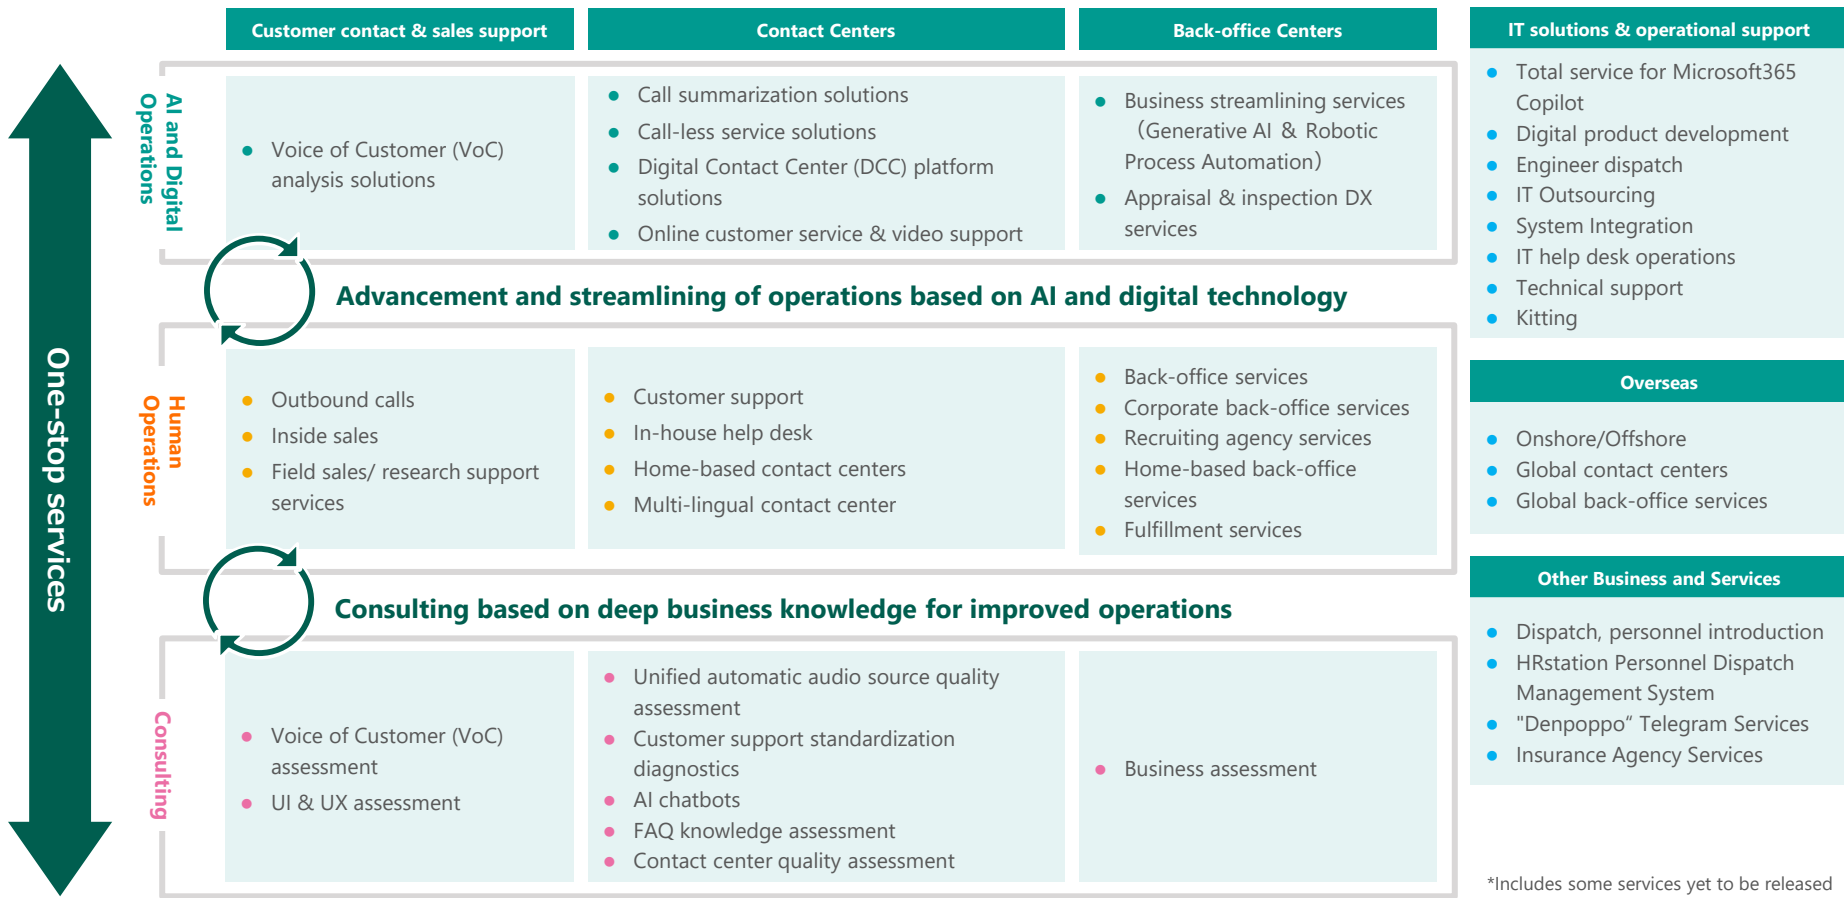 Customer contact & sales support
Contact Centers
Back-office Centers
One-stop services
AI and Digital
Operations
● Voice of Customer (VoC)
analysis solutions
● Call summarization solutions
● Call-less service solutions
● Digital Contact Center (DCC) platform
solutions
● Online customer service & video support
● Business streamlining services
（Generative AI & Robotic
Process Automation）
● Appraisal & inspection DX
services
Advancement and streamlining of operations based on AI and digital technology
Human
Operations
● Outbound calls
● Inside sales
● Field sales/ research support
services
● Customer support
● In-house help desk
● Home-based contact centers
● Multi-lingual contact center
● Back-office services
● Corporate back-office services
● Recruiting agency services
● Home-based back-office
services
● Fulfillment services
Consulting based on deep business knowledge for improved operations
Consulting
● Voice of Customer (VoC)
assessment
● UI & UX assessment
● Unified automatic audio source quality
assessment
● Customer support standardization
diagnostics
● AI chatbots
● FAQ knowledge assessment
● Contact center quality assessment
● Business assessment
IT solutions & operational support
● Total service for Microsoft365
Copilot
● Digital product development
● Engineer dispatch
● IT Outsourcing
● System Integration
● IT help desk operations
● Technical support
● Kitting
Overseas
● Onshore/Offshore
● Global contact centers
● Global back-office services
Other Business and Services
● Dispatch, personnel introduction
● HRstation Personnel Dispatch
Management System
● "Denpoppo“ Telegram Services
● Insurance Agency Services
*Includes some services yet to be released